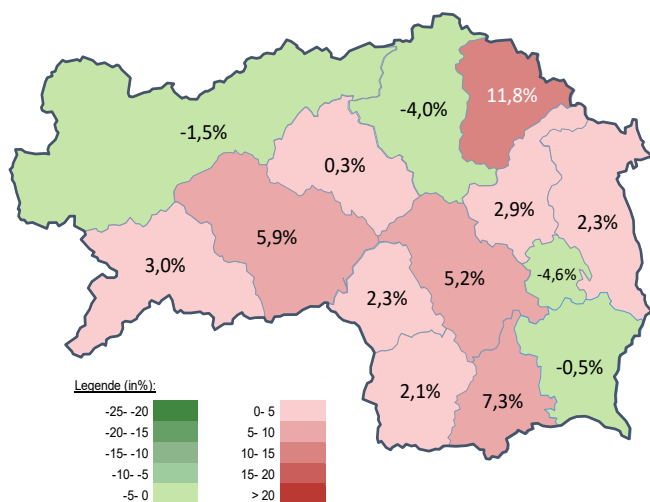 11,8%
-4,0%
-1,5%
0,3%
2,9%
2,3%
5,9%
3,0%
5,2%
-4,6%
2,3%
-0,5%
2,1%
7,3%
Legende (in%):
-25- -20 0- 5
-20- -15 5- 10
-15- -10 10- 15
-10- -5 15- 20
-5- 0 > 20